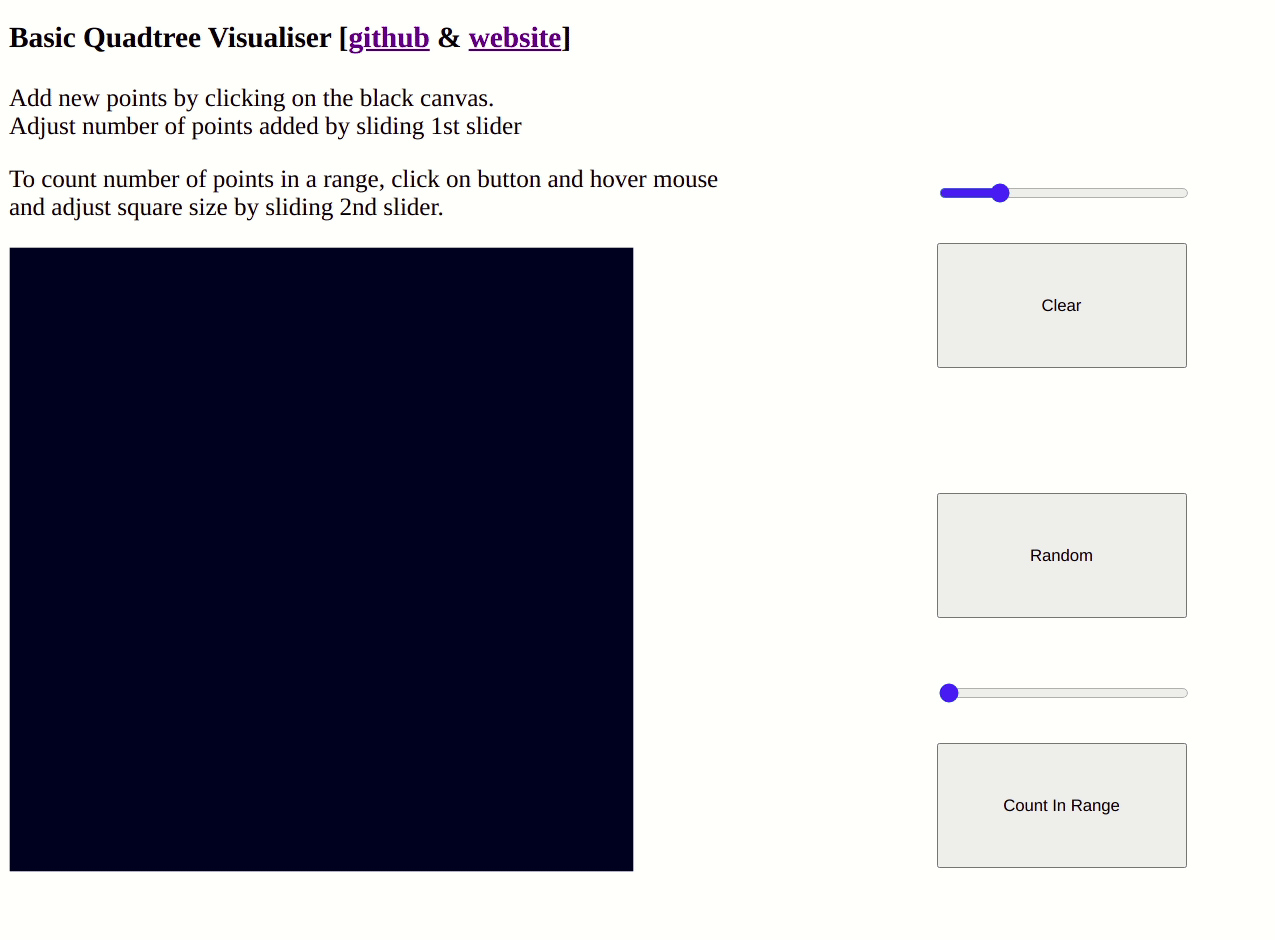 Basic Quadtree Visualiser [github & website]
Add new points by clicking on the black canvas.
Adjust number of points added by sliding 1st slider
To count number of points in a range, click on button and hover mouse
and adjust square size by sliding 2nd slider.
Clear
Random
Count In Range